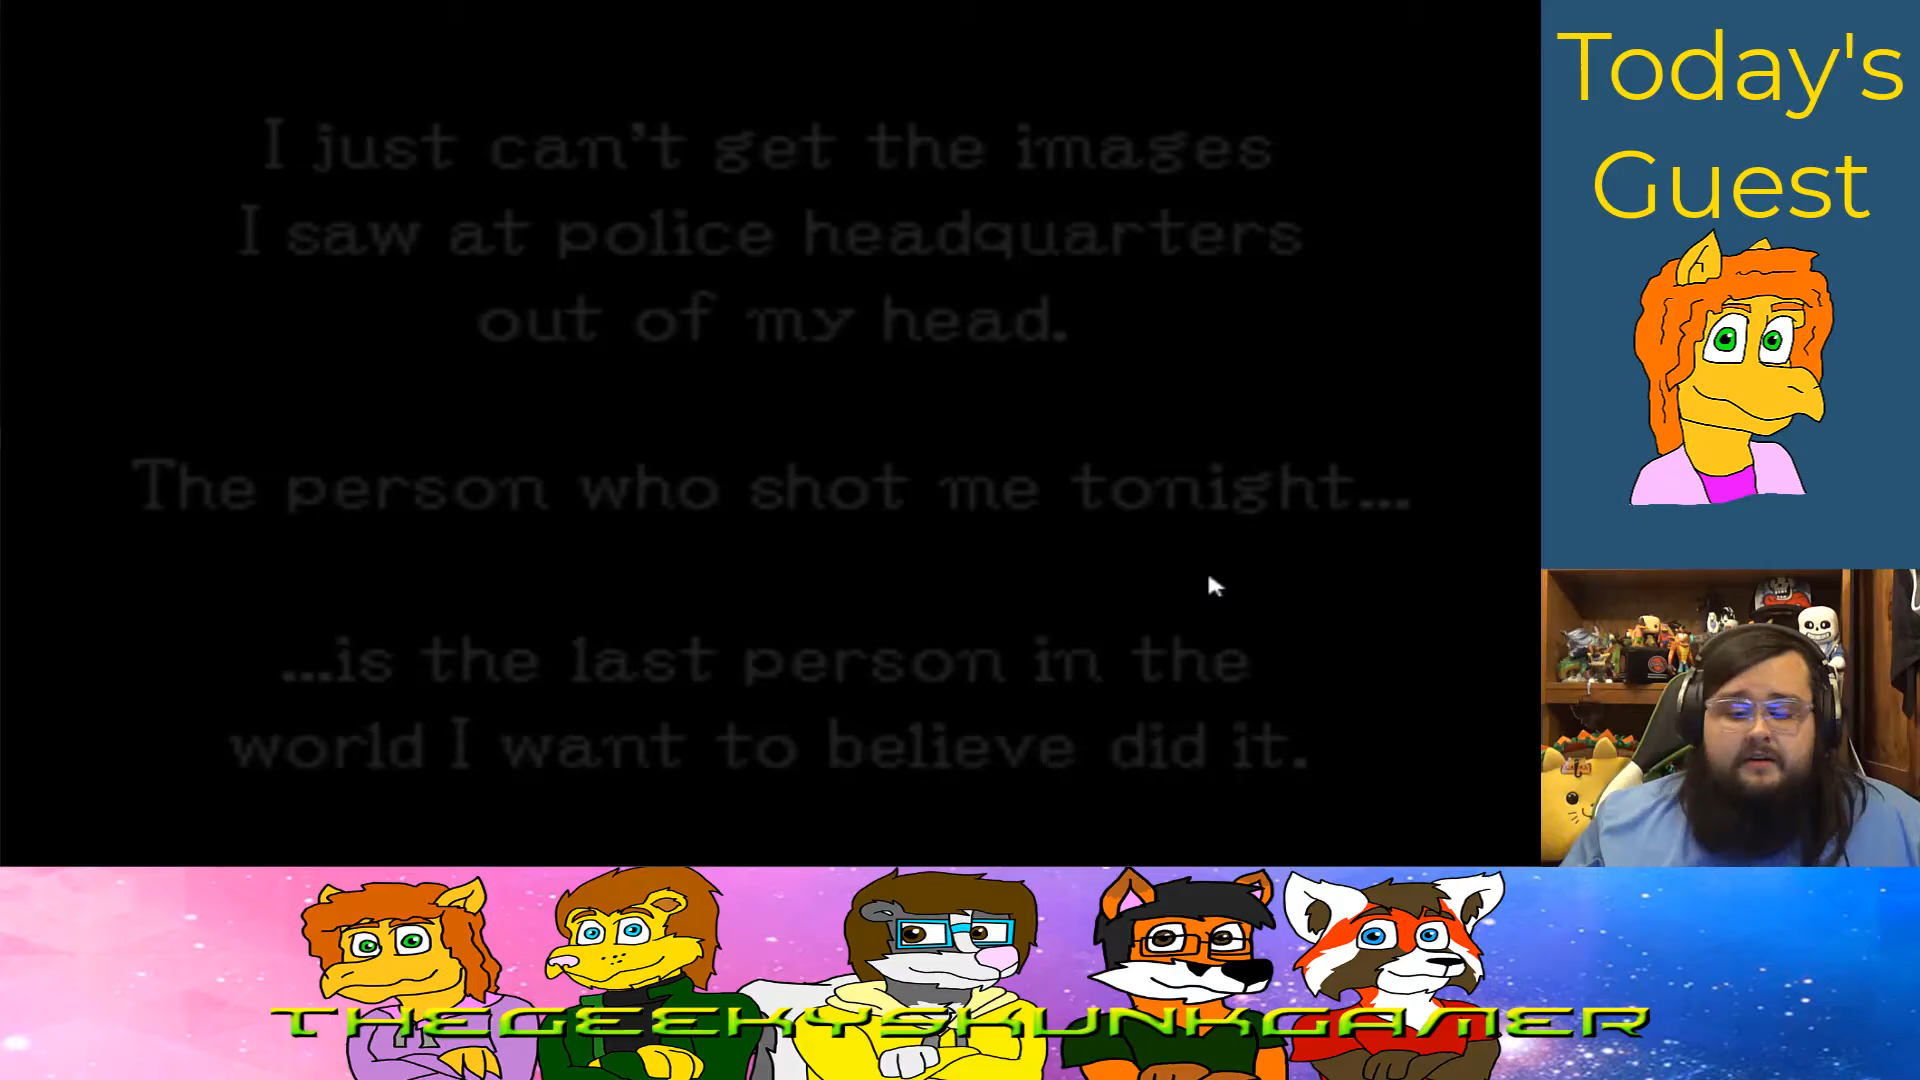 I just can't get the images
I saw at police headquarters
out of my head.
The person who shot me tonight...
...is the last person in the
world I want to believe did it.
Today's
Guest
THEGEEKYSKUNKGAMER